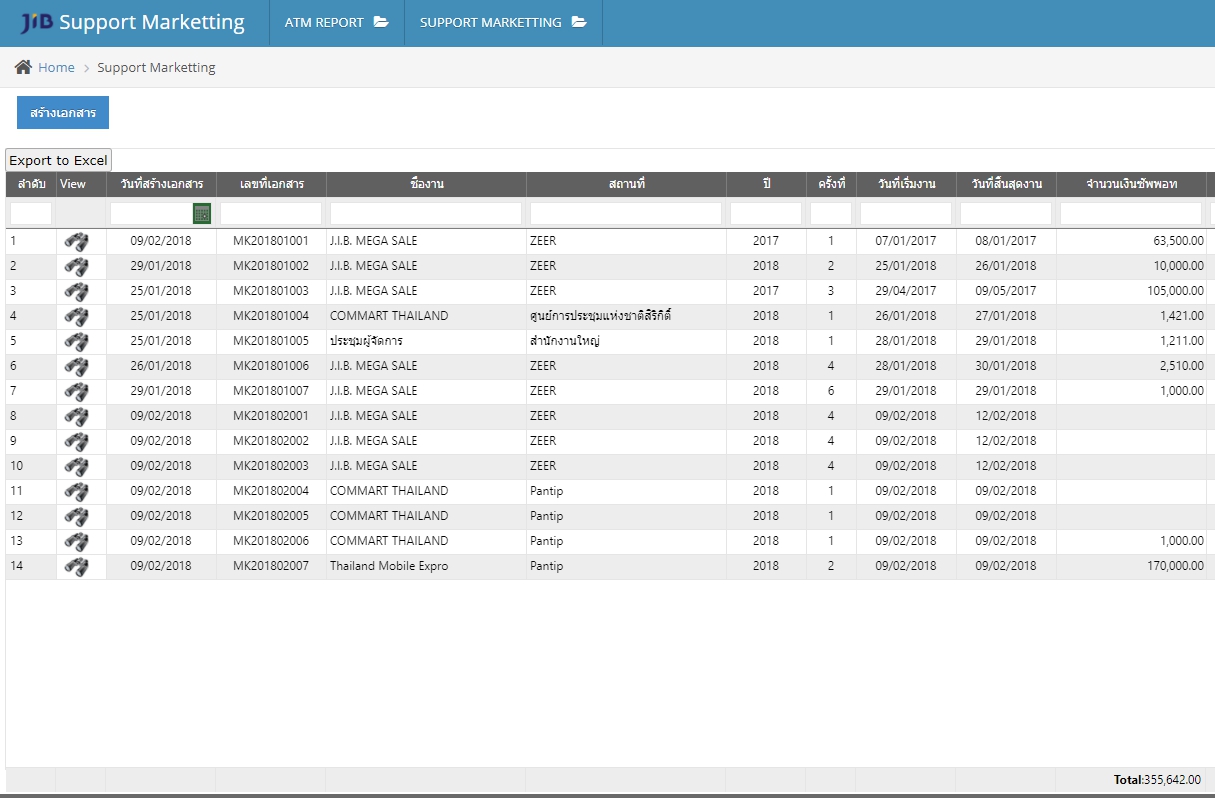 JIB Support Marketting ATM REPORT SUPPORT MARKETTING
Home > Support Marketting
สร้างเอกสาร
Export to Excel
ลำดับ View วันที่สร้างเอกสาร เลขที่เอกสาร ชื่องาน สถานที่ ปี ครั้งที่ วันที่เริ่มงาน วันที่สิ้นสุดงาน จำนวนเงินซัพพอท
1 09/02/2018 MK201801001 J.I.B. MEGA SALE ZEER 2017 1 07/01/2017 08/01/2017 63,500.00
2 29/01/2018 MK201801002 J.I.B. MEGA SALE ZEER 2018 2 25/01/2018 26/01/2018 10,000.00
3 25/01/2018 MK201801003 J.I.B. MEGA SALE ZEER 2017 3 29/04/2017 09/05/2017 105,000.00
4 25/01/2018 MK201801004 COMMART THAILAND ศูนย์การประชุมแห่งชาติสิริกิติ์ 2018 1 26/01/2018 27/01/2018 1,421.00
5 25/01/2018 MK201801005 ประชุมผู้จัดการ สำนักงานใหญ่ 2018 1 28/01/2018 29/01/2018 1,211.00
6 26/01/2018 MK201801006 J.I.B. MEGA SALE ZEER 2018 4 28/01/2018 30/01/2018 2,510.00
7 29/01/2018 MK201801007 J.I.B. MEGA SALE ZEER 2018 6 29/01/2018 29/01/2018 1,000.00
8 09/02/2018 MK201802001 J.I.B. MEGA SALE ZEER 2018 4 09/02/2018 12/02/2018
9 09/02/2018 MK201802002 J.I.B. MEGA SALE ZEER 2018 4 09/02/2018 12/02/2018
10 09/02/2018 MK201802003 J.I.B. MEGA SALE ZEER 2018 4 09/02/2018 12/02/2018
11 09/02/2018 MK201802004 COMMART THAILAND Pantip 2018 1 09/02/2018 09/02/2018
12 09/02/2018 MK201802005 COMMART THAILAND Pantip 2018 1 09/02/2018 09/02/2018
13 09/02/2018 MK201802006 COMMART THAILAND Pantip 2018 1 09/02/2018 09/02/2018 1,000.00
14 09/02/2018 MK201802007 Thailand Mobile Expro Pantip 2018 2 09/02/2018 09/02/2018 170,000.00
Total:355,642.00